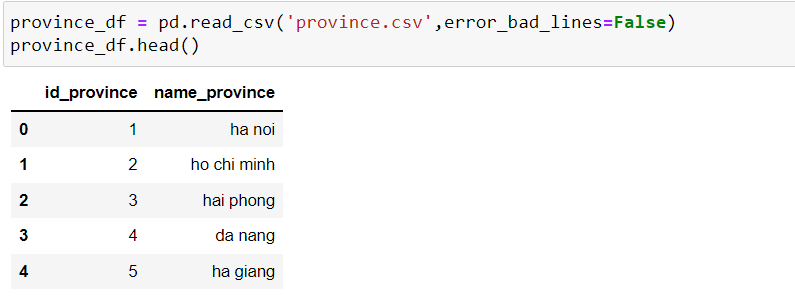 province_df = pd.read_csv('province.csv',error_bad_lines=False)
province_df.head()
id_province name_province
0 1 ha noi
1 2 ho chi minh
2 3 hai phong
3 4 da nang
4 5 ha giang